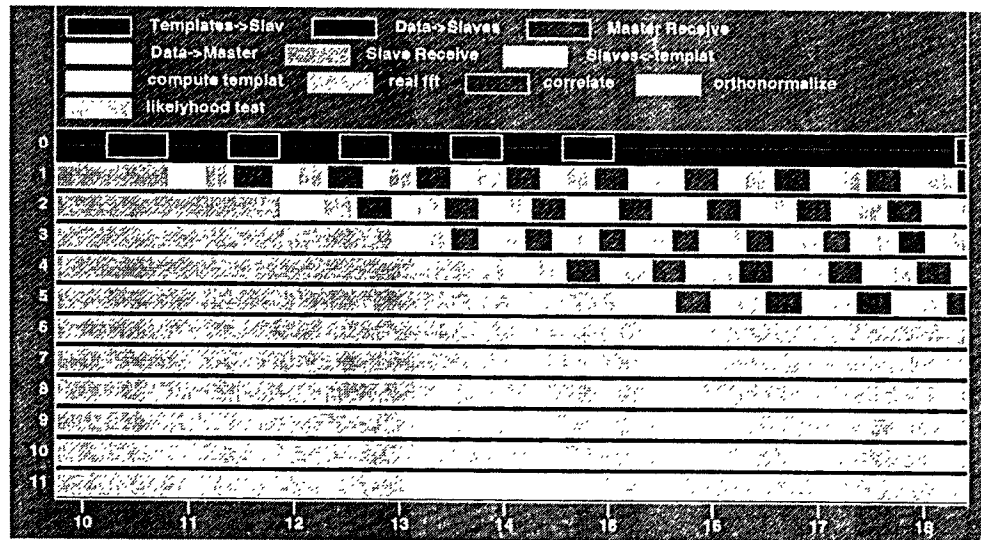 Templates->Slav Data->Slaves Master Receive
Data->Master Slave Receive Slaves<-templat
compute templat real fft correlate orthonormalize
likelyhood test
0
1
2
3
4
5
6
7
8
9
10
11
10 11 12 13 14 15 16 17 18